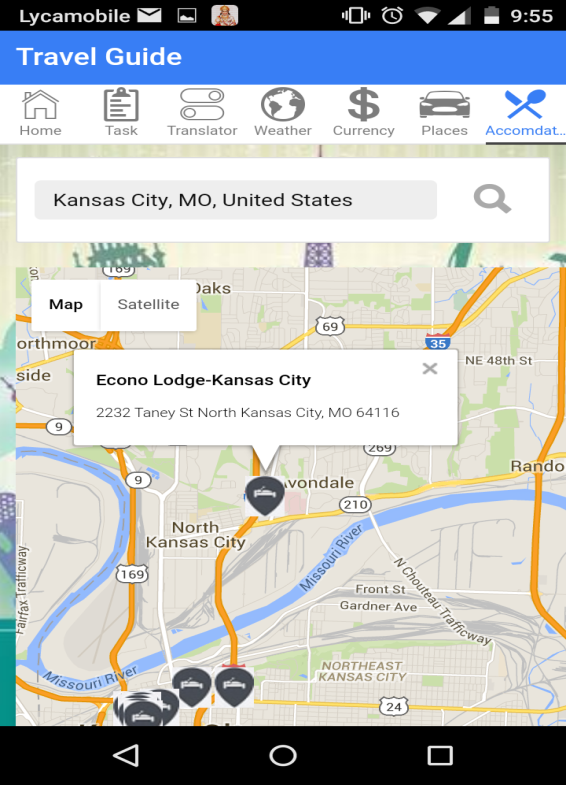 Lycamobile 9:55
Travel Guide
Home Task Translator Weather Currency Places Accomdat...
Kansas City, MO, United States
169
Map Satellite
Oaks
69
35
orthmoor
NE 48th St
side
Econo Lodge-Kansas City
2232 Taney St North Kansas City, MO 64116
9
269
9
Avondale
Rando
210
North
Kansas City
Missouri River
169
Fairfax Trafficway
N Chouteau Trafficway
Front St
Gardner Ave
Missouri River
NORTHEAST
KANSAS CITY
24